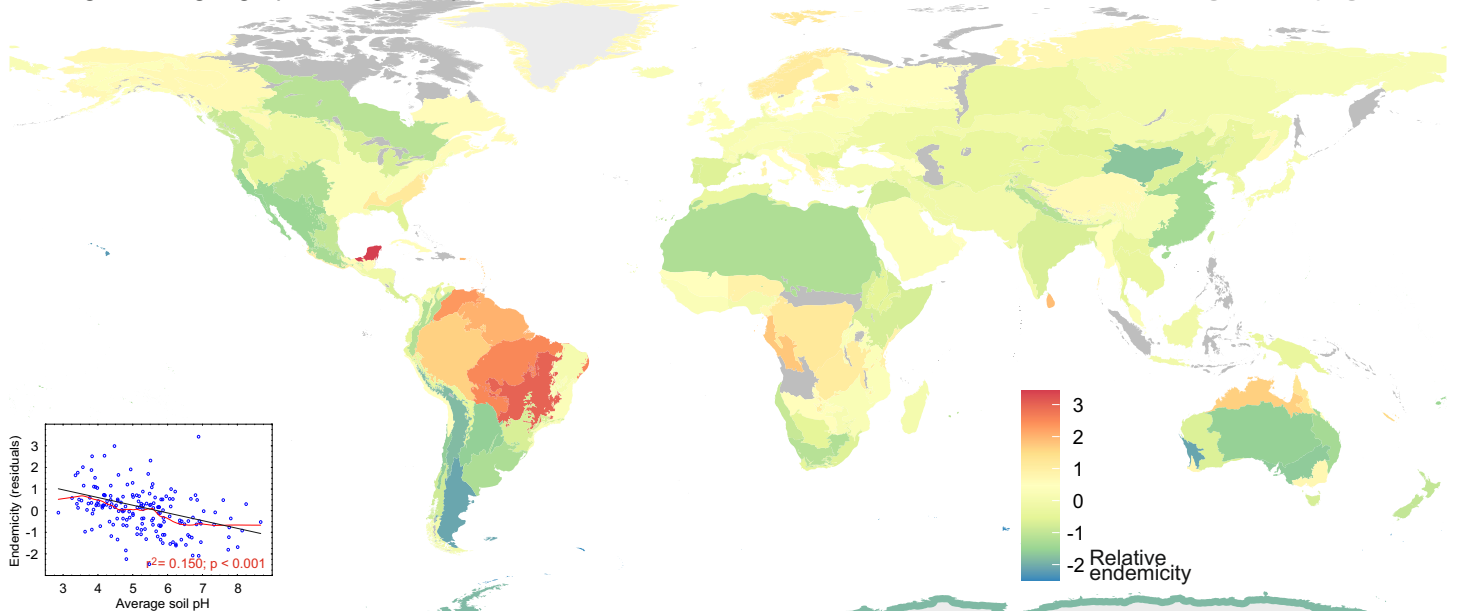 3
2
1
0
-1
-2
Relative
endemicity
Endemicity (residuals)
3
2
1
0
-1
-2
r²= 0.150; p < 0.001
3 4 5 6 7 8
Average soil pH